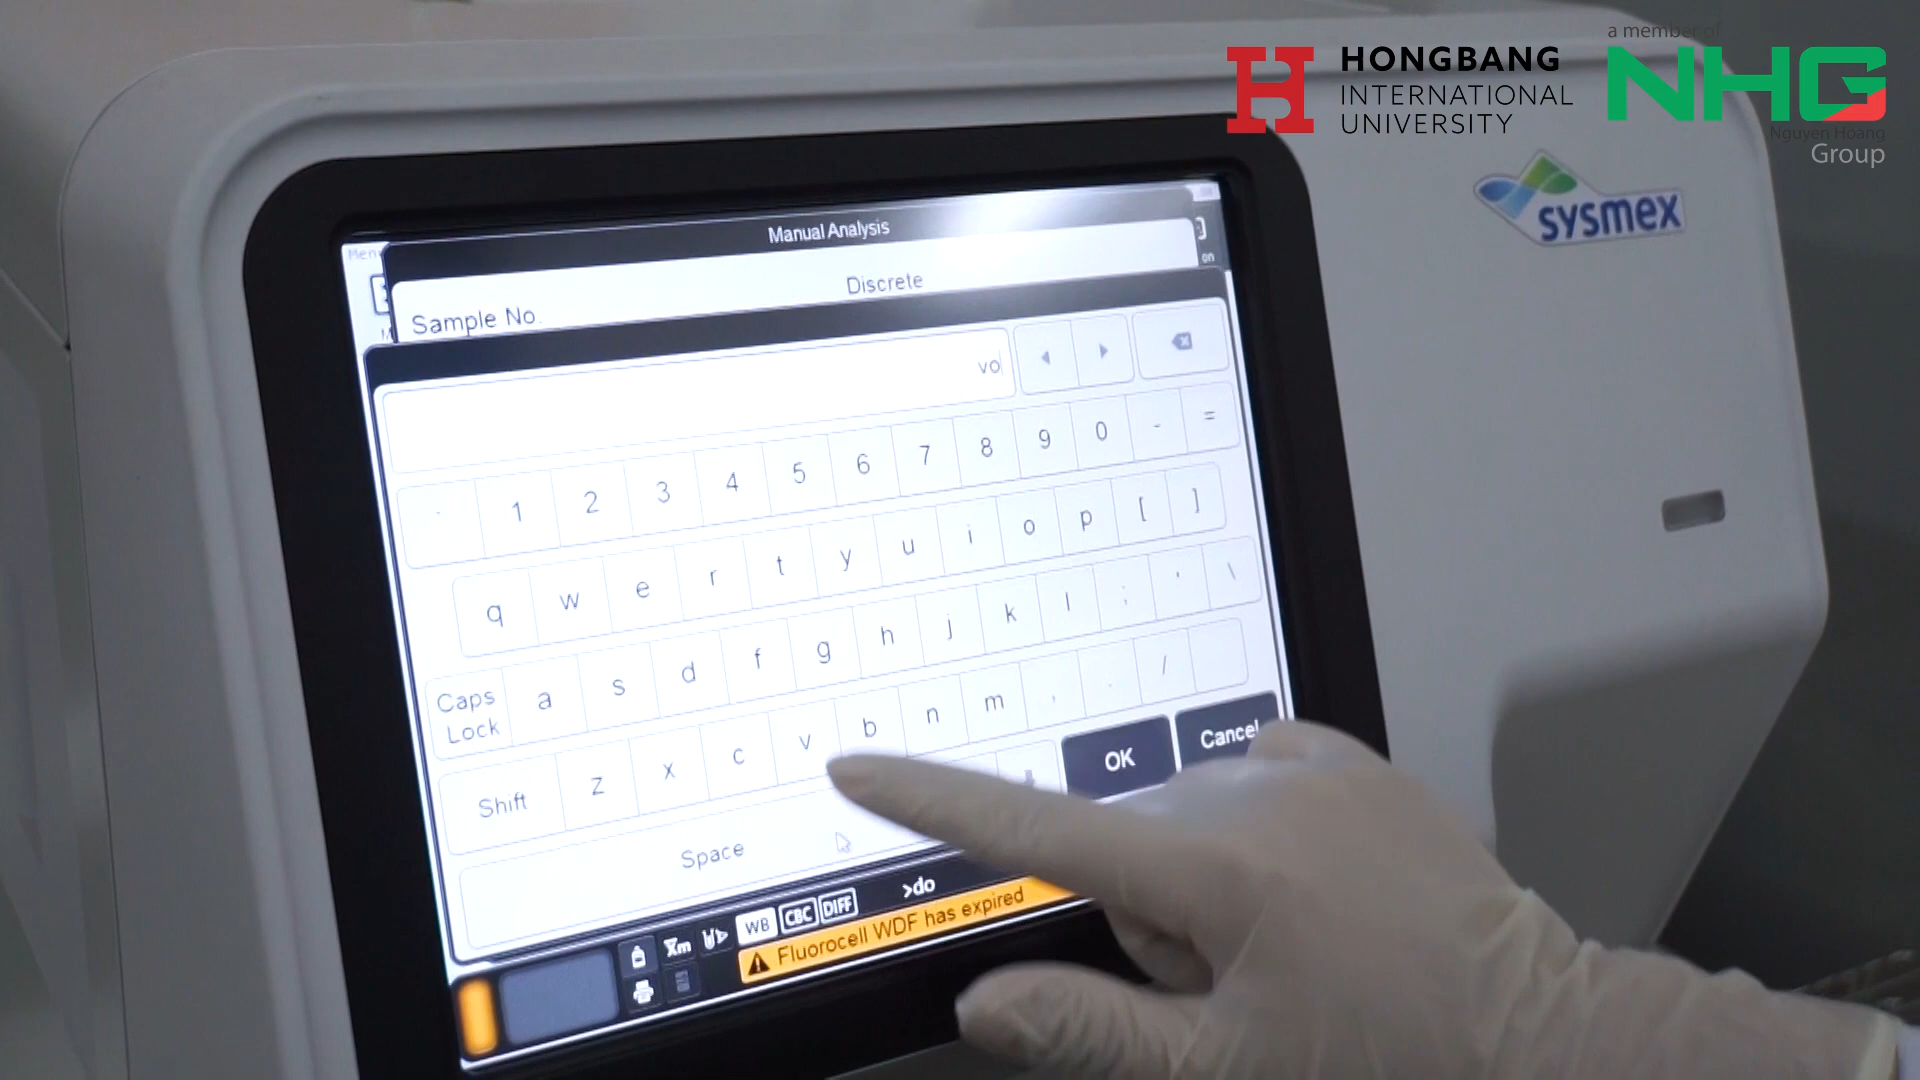 a member of
HONGBANG
INTERNATIONAL
UNIVERSITY
NHG
Nguyen Hoang
Group
sysmex
Manual Analysis
Discrete
Sample No.
on
vo
` 1 2 3 4 5 6 7 8 9 0 - =
q w e r t y u i o p [ ]
Caps Lock a s d f g h j k l ; ' \
Shift z x c v b n m , . /
Space
OK
Cancel
WB CBC DIFF
>do
Fluorocell WDF has expired